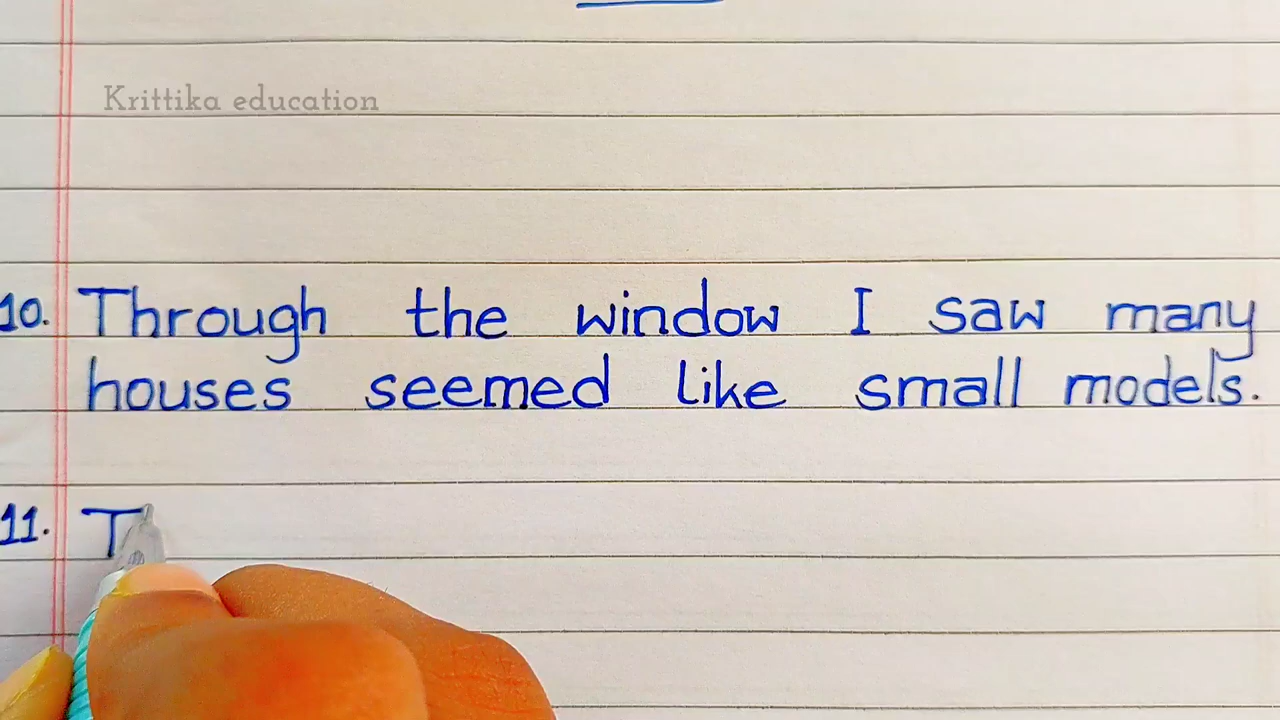 Krittika education
10. Through the window I saw many
houses seemed like small models.
11. T